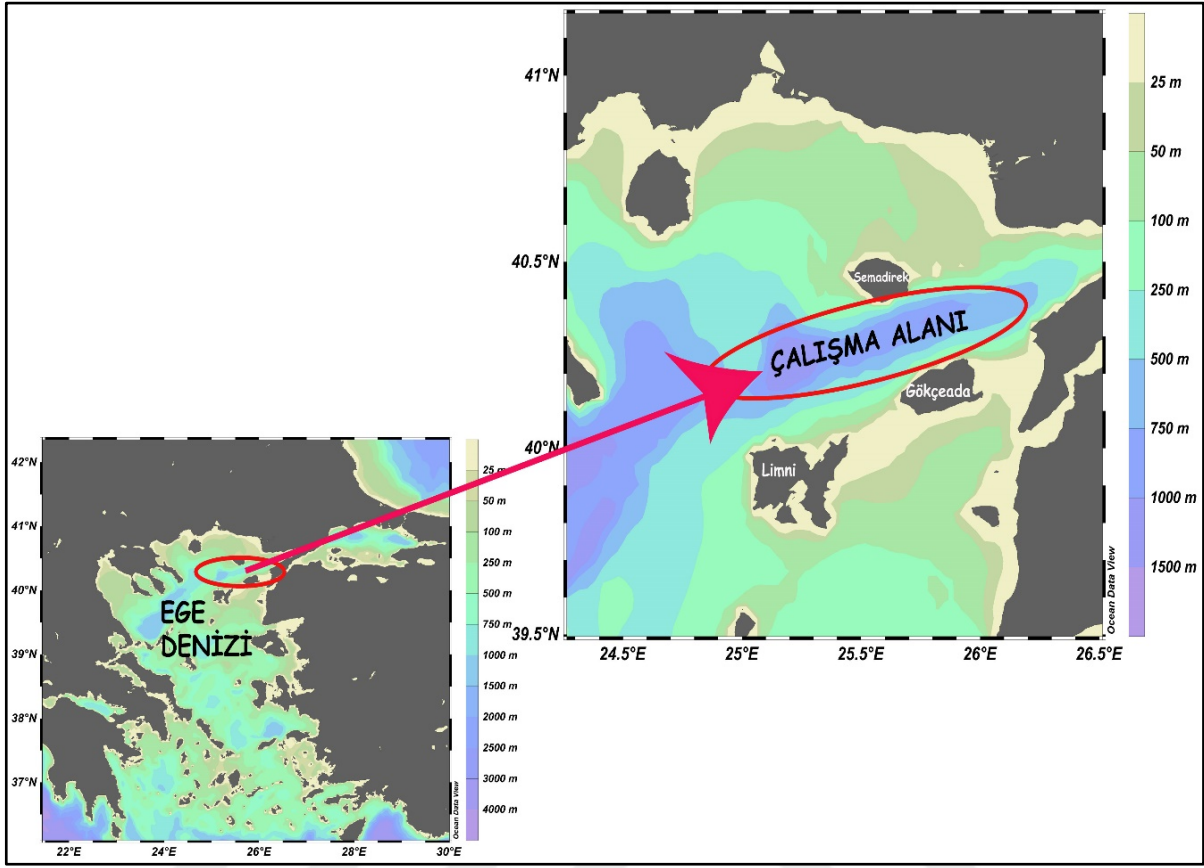 41°N
40.5°N
40°N
39.5°N
24.5°E
25°E
25.5°E
26°E
26.5°E
Semadirek
ÇALIŞMA ALANI
Gökçeada
Limni
25 m
50 m
100 m
250 m
500 m
750 m
1000 m
1500 m
Ocean Data View
42°N
41°N
40°N
39°N
38°N
37°N
22°E
24°E
26°E
28°E
30°N
EGE
DENİZİ
25 m
50 m
100 m
250 m
500 m
750 m
1000 m
1500 m
2000 m
2500 m
3000 m
4000 m
Ocean Data View